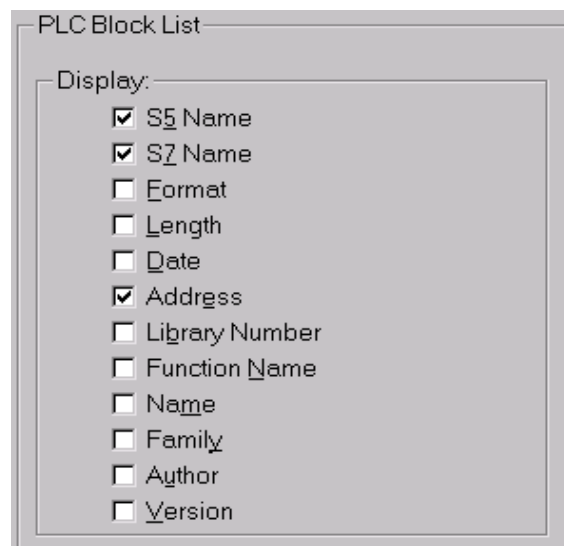 PLC Block List
Display:
S5 Name
S7 Name
Format
Length
Date
Address
Library Number
Function Name
Name
Family
Author
Version